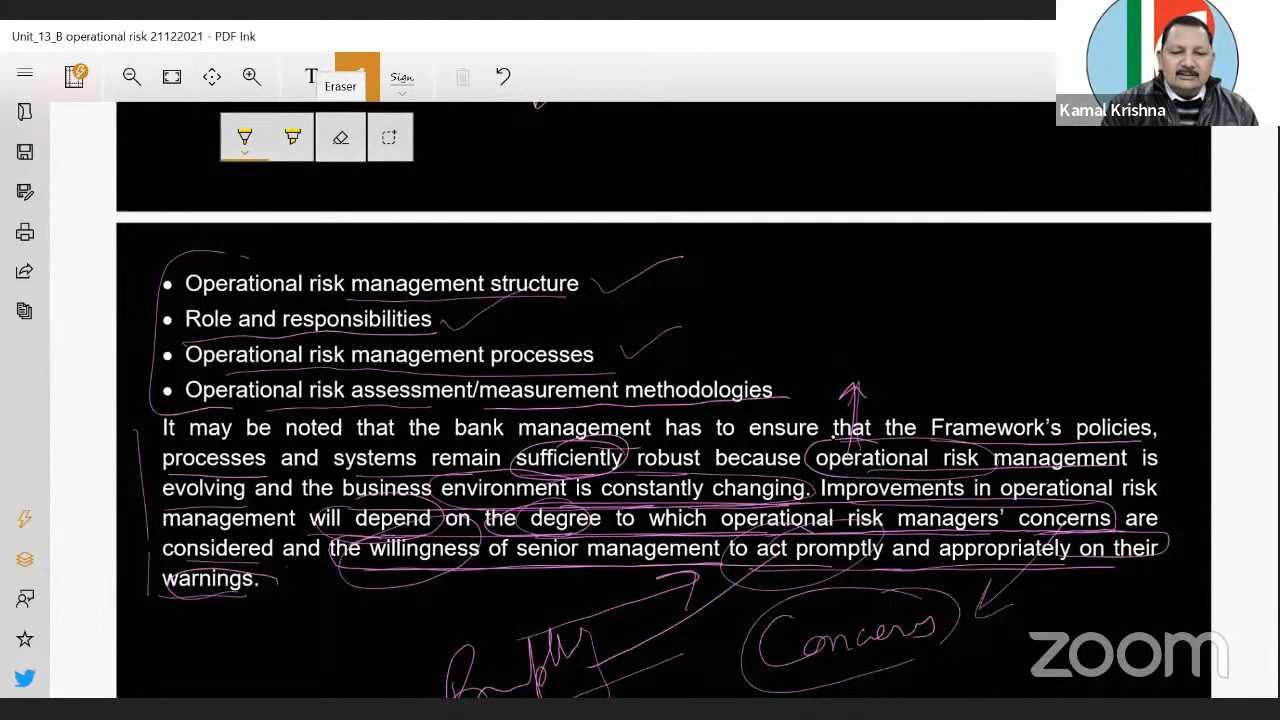 Unit_13_B operational risk 21122021 - PDF Ink
T
Sign
Eraser
Kamal Krishna
• Operational risk management structure
• Role and responsibilities
• Operational risk management processes
• Operational risk assessment/measurement methodologies
It may be noted that the bank management has to ensure that the Framework's policies,
processes and systems remain sufficiently robust because operational risk management is
evolving and the business environment is constantly changing. Improvements in operational risk
management will depend on the degree to which operational risk managers' concerns are
considered and the willingness of senior management to act promptly and appropriately on their
warnings.
Concerns
zoom